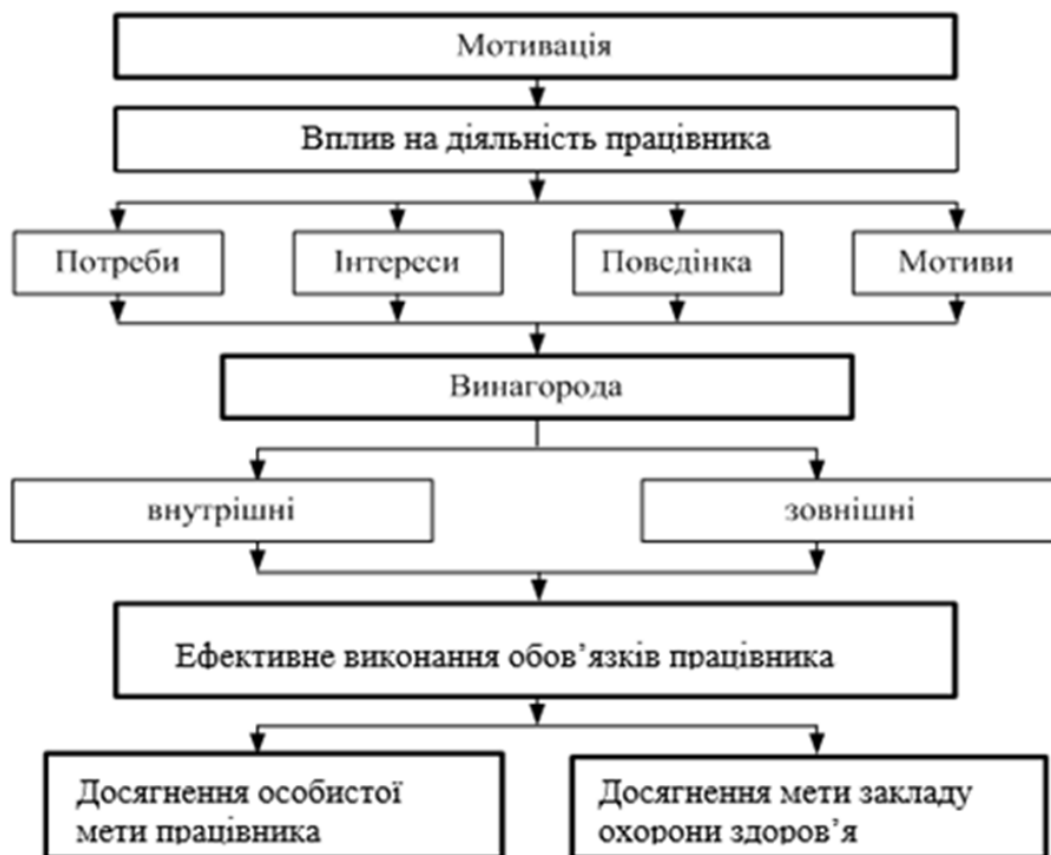 Мотивація
Вплив на діяльність працівника
Потреби
Інтереси
Поведінка
Мотиви
Винагорода
внутрішні
зовнішні
Ефективне виконання обов’язків працівника
Досягнення особистої
мети працівника
Досягнення мети закладу
охорони здоров’я